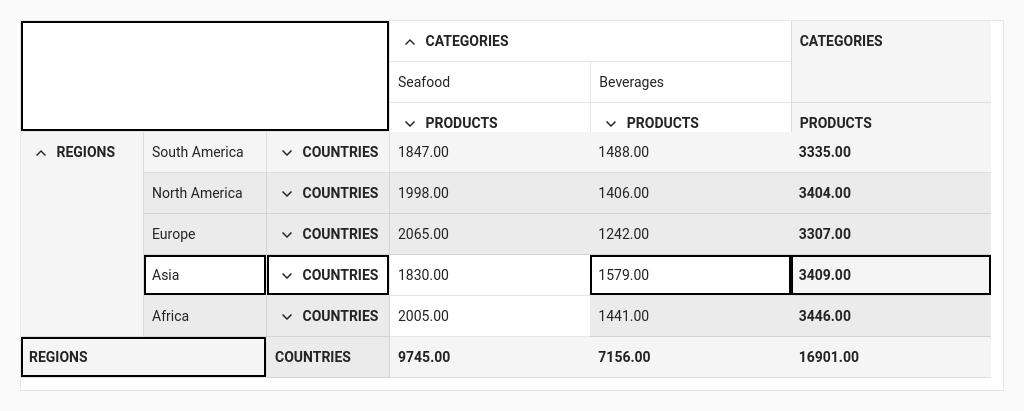 CATEGORIES CATEGORIES
Seafood Beverages
PRODUCTS PRODUCTS PRODUCTS
REGIONS South America COUNTRIES 1847.00 1488.00 3335.00
North America COUNTRIES 1998.00 1406.00 3404.00
Europe COUNTRIES 2065.00 1242.00 3307.00
Asia COUNTRIES 1830.00 1579.00 3409.00
Africa COUNTRIES 2005.00 1441.00 3446.00
REGIONS COUNTRIES 9745.00 7156.00 16901.00